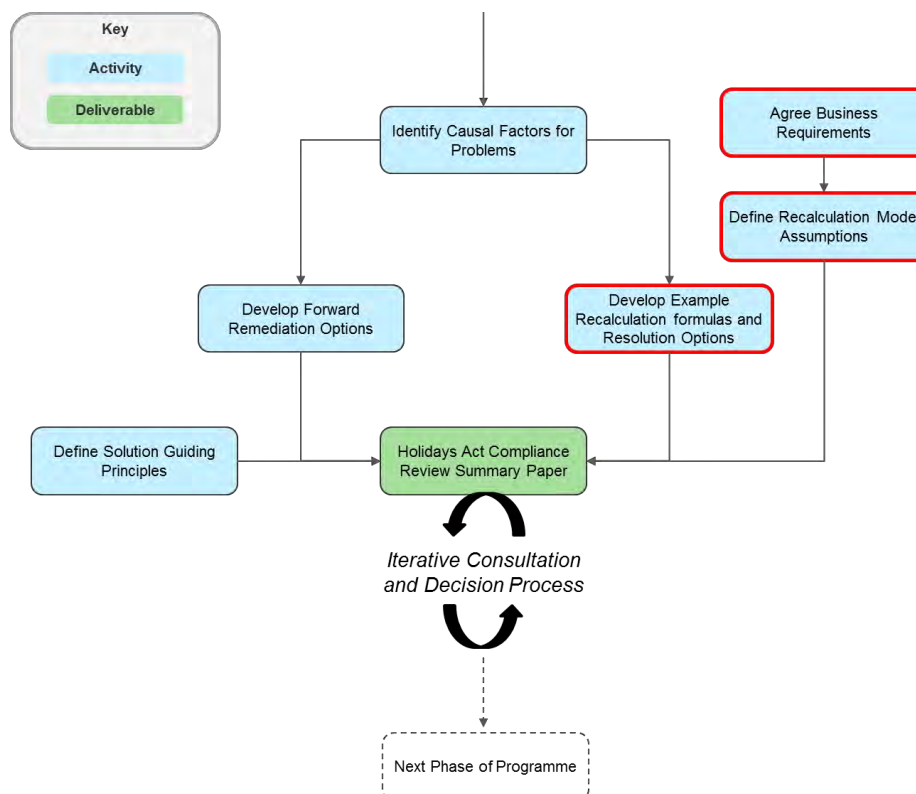 Key
Activity
Deliverable
Identify Causal Factors for
Problems
Agree Business
Requirements
Define Recalculation Mode
Assumptions
Develop Forward
Remediation Options
Develop Example
Recalculation formulas and
Resolution Options
Define Solution Guiding
Principles
Holidays Act Compliance
Review Summary Paper
Iterative Consultation
and Decision Process
Next Phase of Programme